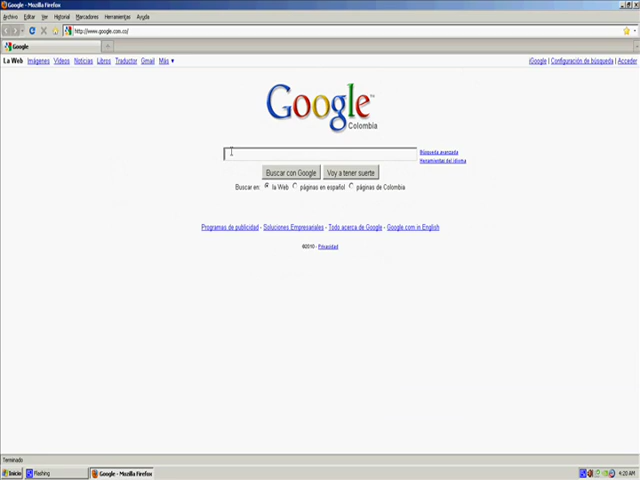 Google - Mozilla Firefox
Archivo Editar Ver Historial Marcadores Herramientas Ayuda
http://www.google.com.co/
Google
La Web Imágenes Vídeos Noticias Libros Traductor Gmail Más ▼ iGoogle | Configuración de búsqueda | Acceder
Google™
Colombia
Búsqueda avanzada
Herramientas del idioma
Buscar con Google Voy a tener suerte
Buscar en: la Web páginas en español páginas de Colombia
Programas de publicidad - Soluciones Empresariales - Todo acerca de Google - Google.com in English
©2010 - Privacidad
Terminado
Inicio Flashing Google - Mozilla Firefox 4:20 AM